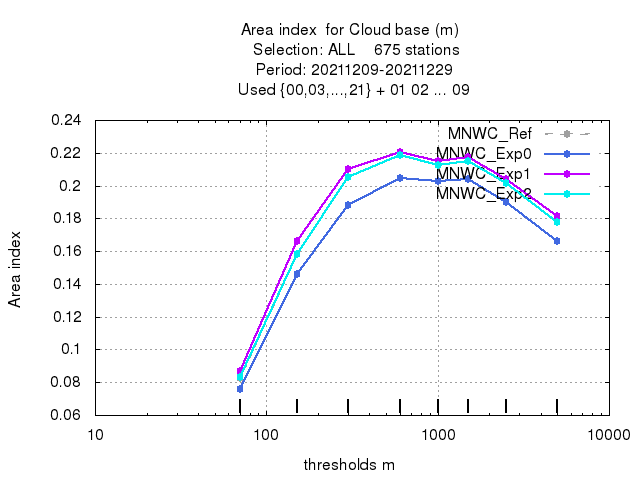 Area index  for Cloud base (m)
Selection: ALL    675 stations
Period: 20211209-20211229
Used {00,03,...,21} + 01 02 ... 09
MNWC_Ref
MNWC_Exp0
MNWC_Exp1
MNWC_Exp2
Area index
0.24
0.22
0.2
0.18
0.16
0.14
0.12
0.1
0.08
0.06
10 100 1000 10000
thresholds m